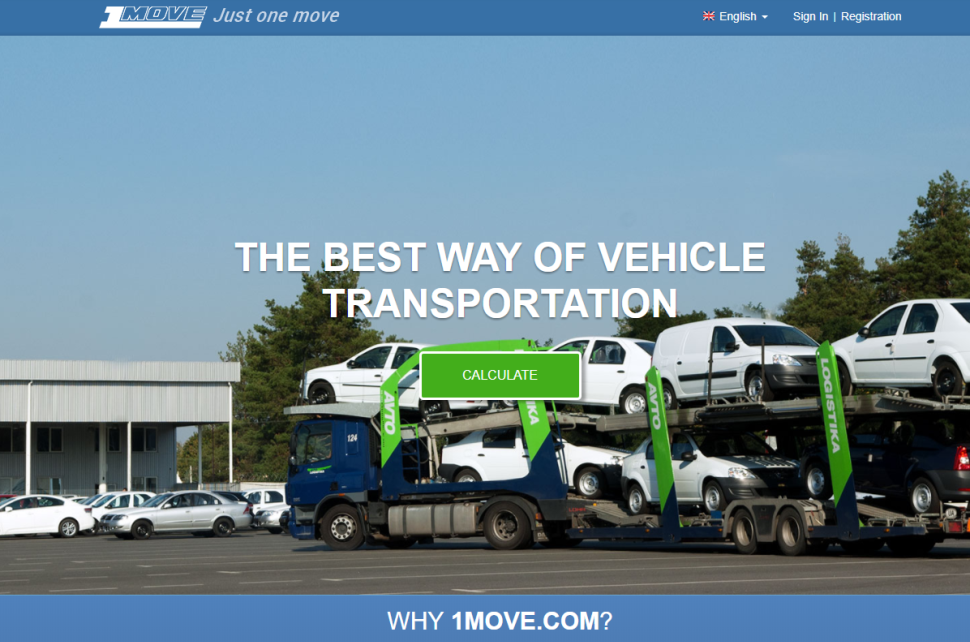 1MOVE Just one move
English
Sign In | Registration
THE BEST WAY OF VEHICLE
TRANSPORTATION
CALCULATE
AVTO
AVTO
LOGISTIKA
124
WHY 1MOVE.COM?